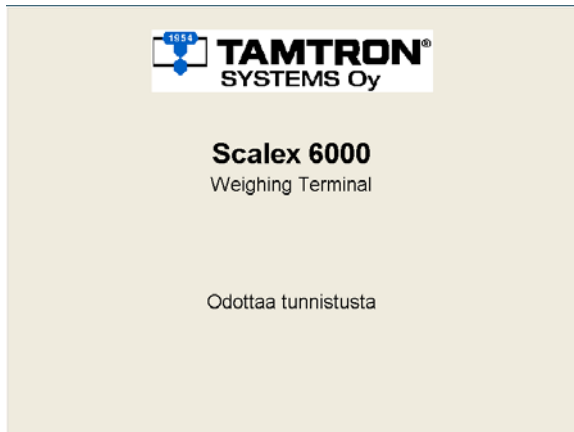 1954
TAMTRON®
SYSTEMS Oy
Scalex 6000
Weighing Terminal
Odottaa tunnistusta